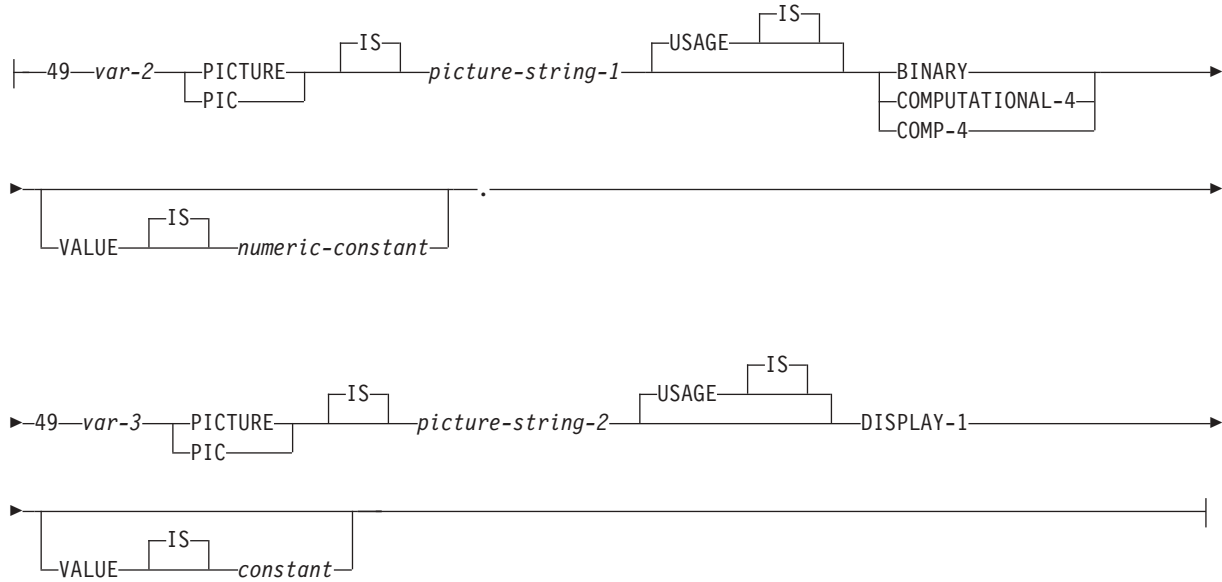 IS IS
49 var-2 PICTURE picture-string-1 USAGE BINARY
PIC COMPUTATIONAL-4
COMP-4
.
IS
VALUE numeric-constant
IS IS
49 var-3 PICTURE picture-string-2 USAGE DISPLAY-1
PIC
IS
VALUE constant